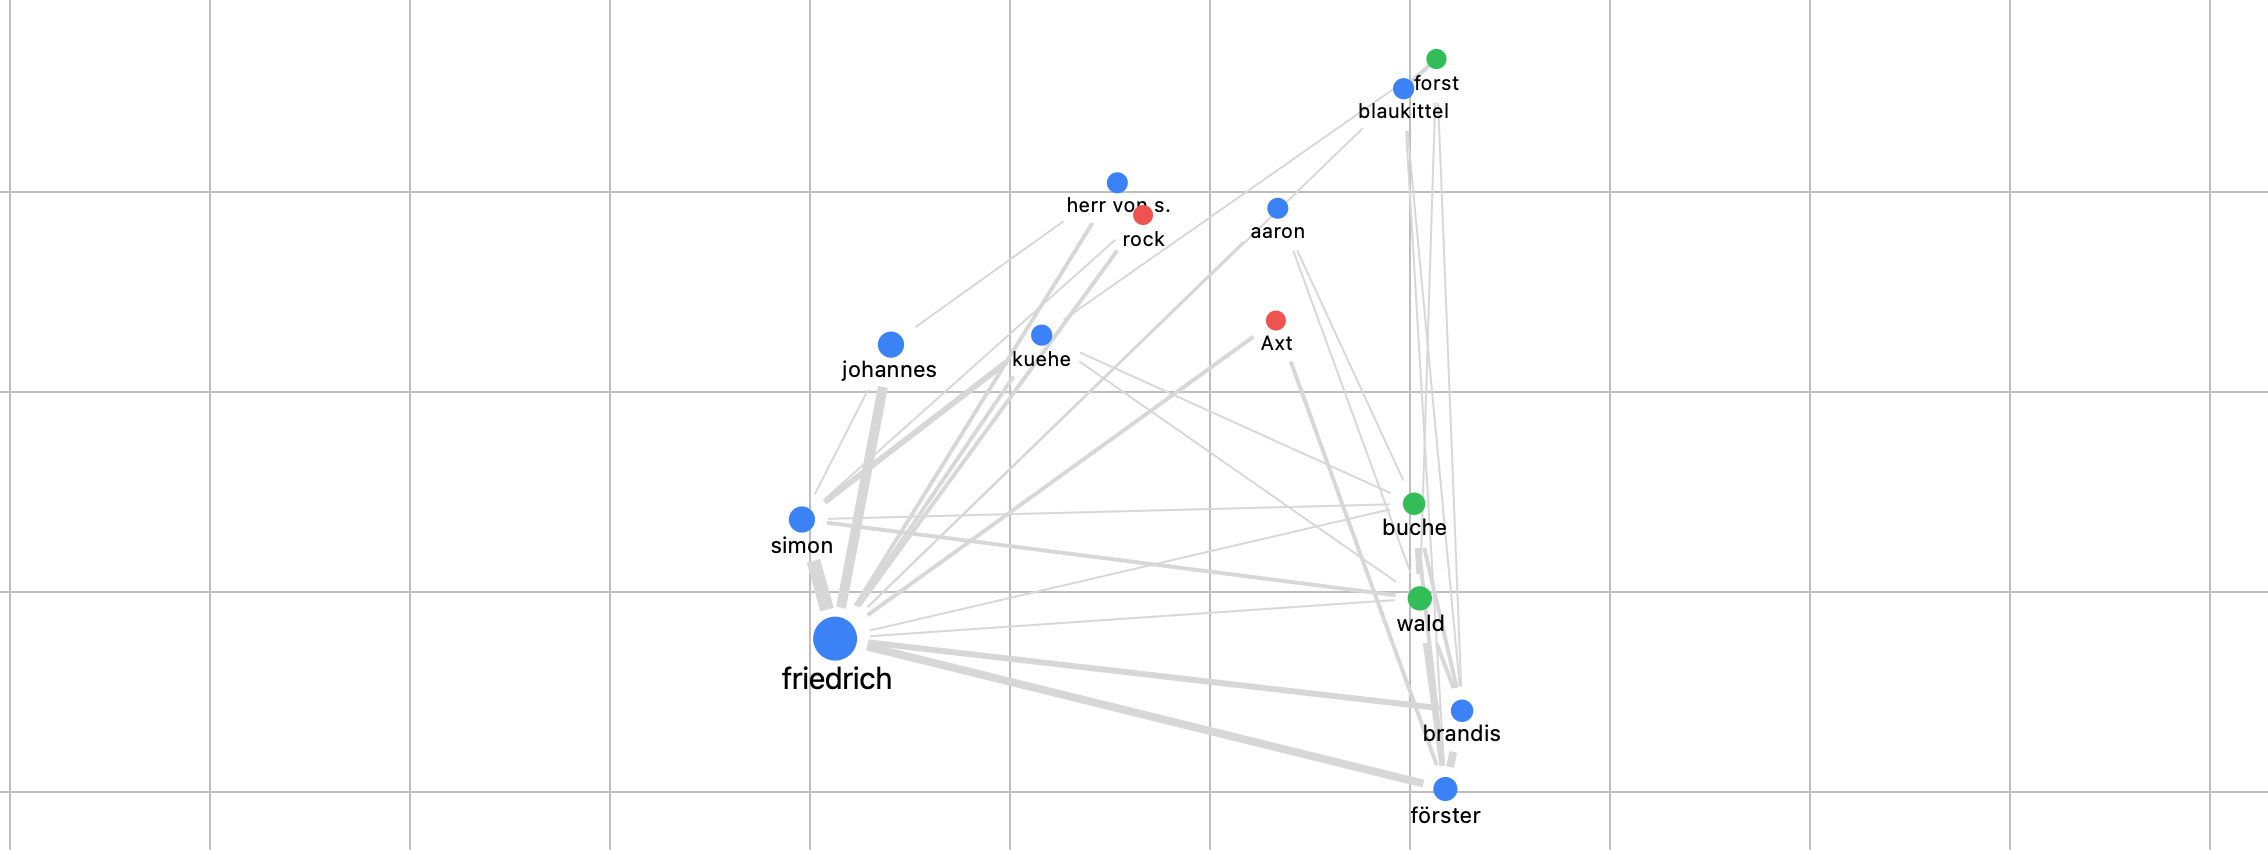 forst
blaukittel
herr von s.
rock
aaron
Axt
kuehe
johannes
buche
simon
wald
friedrich
brandis
förster